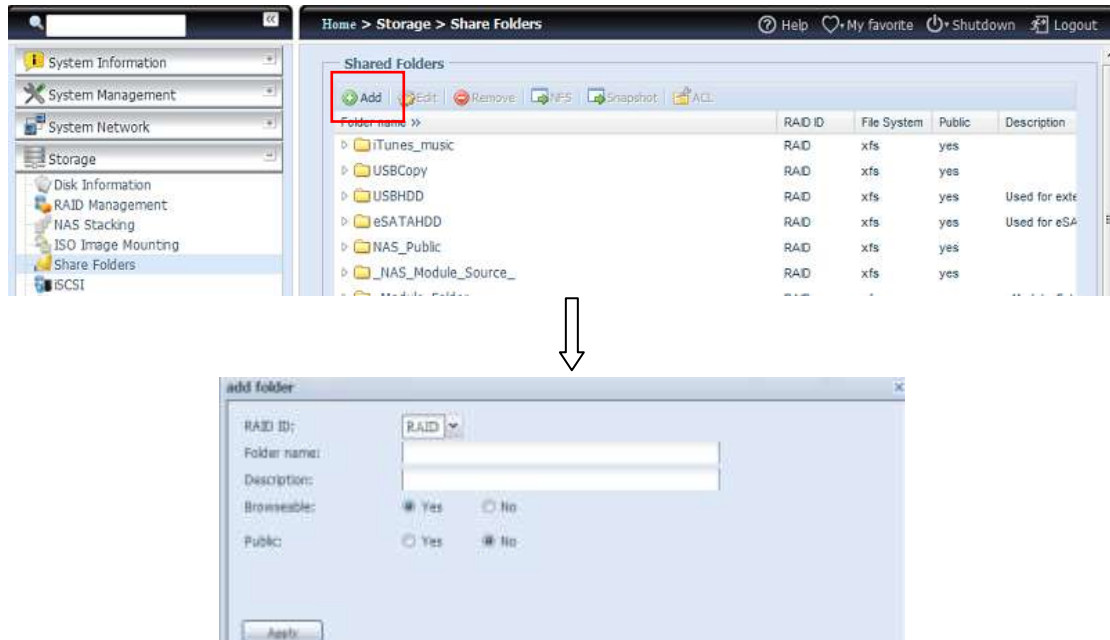 Home > Storage > Share Folders
Help My favorite Shutdown Logout
System Information
System Management
System Network
Storage
Disk Information
RAID Management
NAS Stacking
ISO Image Mounting
Share Folders
iSCSI
Shared Folders
Add Edit Remove NFS Snapshot ACL
Folder name » RAID ID File System Public Description
iTunes_music RAID xfs yes
USBCopy RAID xfs yes
USBHDD RAID xfs yes Used for exte
eSATAHDD RAID xfs yes Used for eSA
NAS_Public RAID xfs yes
_NAS_Module_Source_ RAID xfs yes
add folder
RAID ID: RAID
Folder name:
Description:
Browseable: Yes No
Public: Yes No
Apply